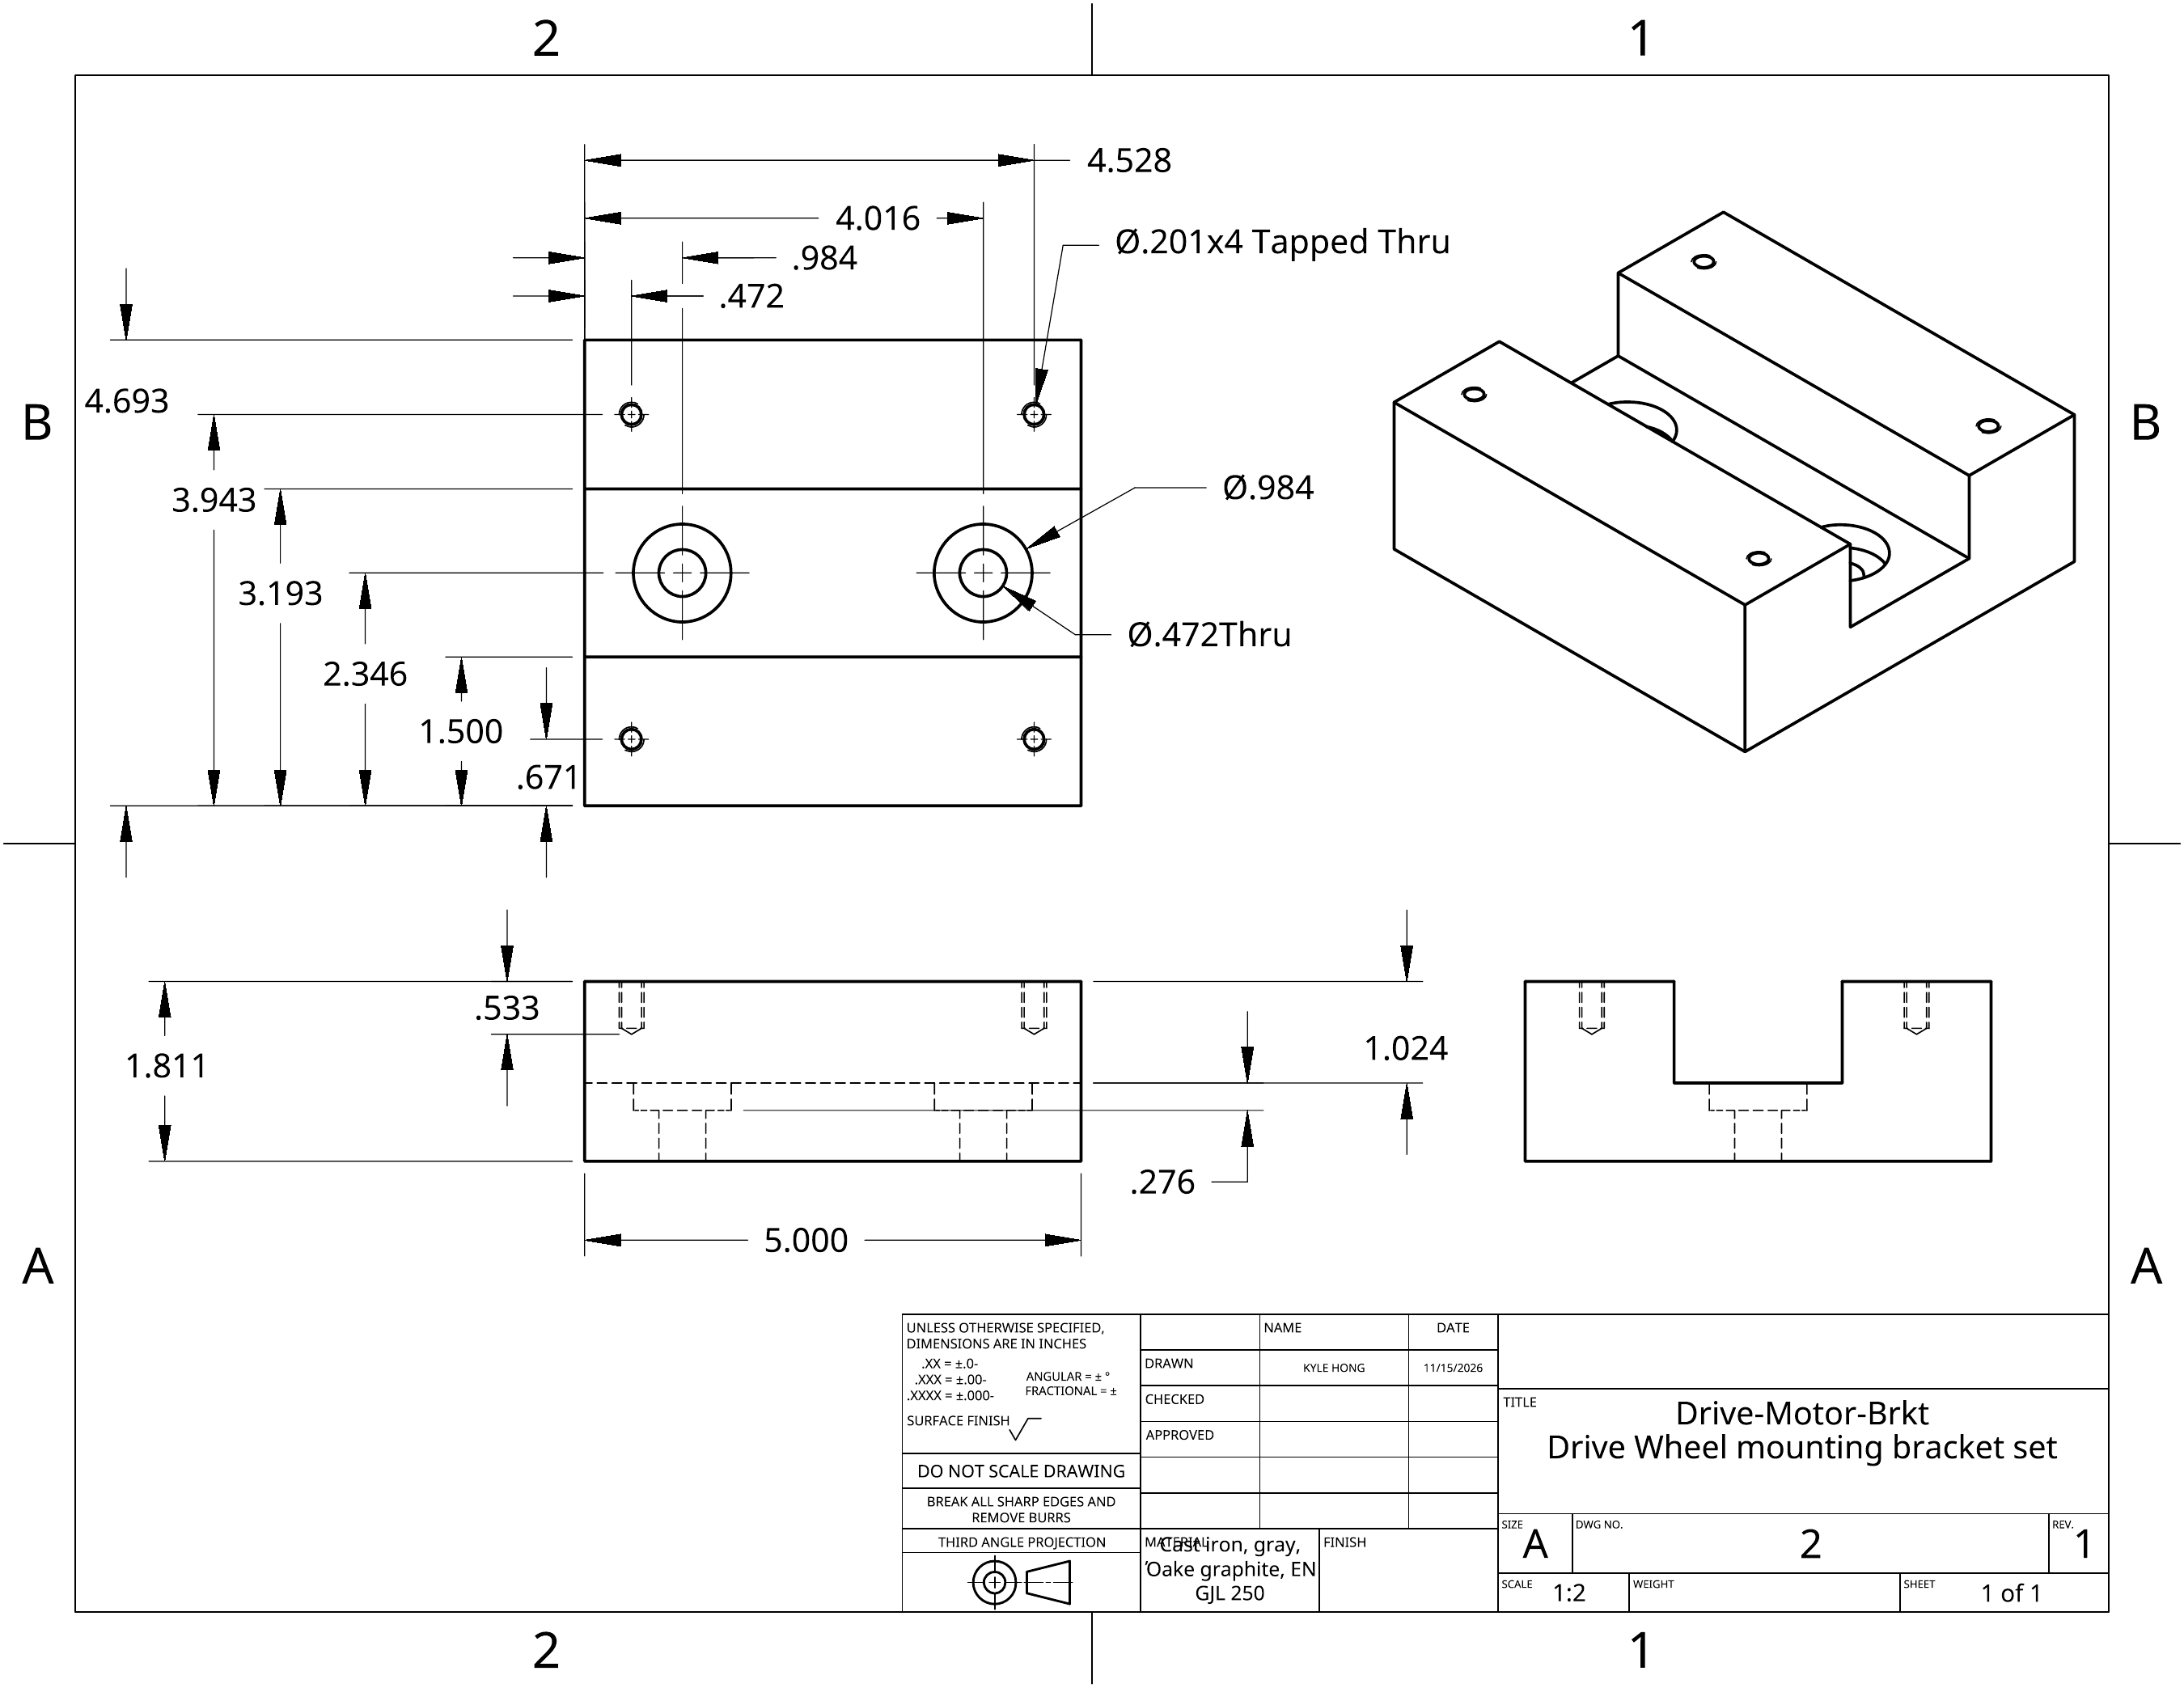 2
1
4.528
4.016
Ø.201x4 Tapped Thru
.984
.472
4.693
B
B
3.943
Ø.984
3.193
Ø.472Thru
2.346
1.500
.671
.533
1.811
1.024
.276
5.000
A
A
UNLESS OTHERWISE SPECIFIED,
DIMENSIONS ARE IN INCHES
.XX = ±.0-
.XXX = ±.00-
.XXXX = ±.000-
ANGULAR = ± °
FRACTIONAL = ±
SURFACE FINISH
DO NOT SCALE DRAWING
BREAK ALL SHARP EDGES AND
REMOVE BURRS
THIRD ANGLE PROJECTION
NAME
DATE
DRAWN
KYLE HONG
11/15/2026
CHECKED
APPROVED
MATERIAL
Cast iron, gray,
graphite, EN
GJL 250
FINISH
TITLE
Drive-Motor-Brkt
Drive Wheel mounting bracket set
SIZE
A
DWG NO.
2
REV.
1
SCALE
1:2
WEIGHT
SHEET
1 of 1
2
1